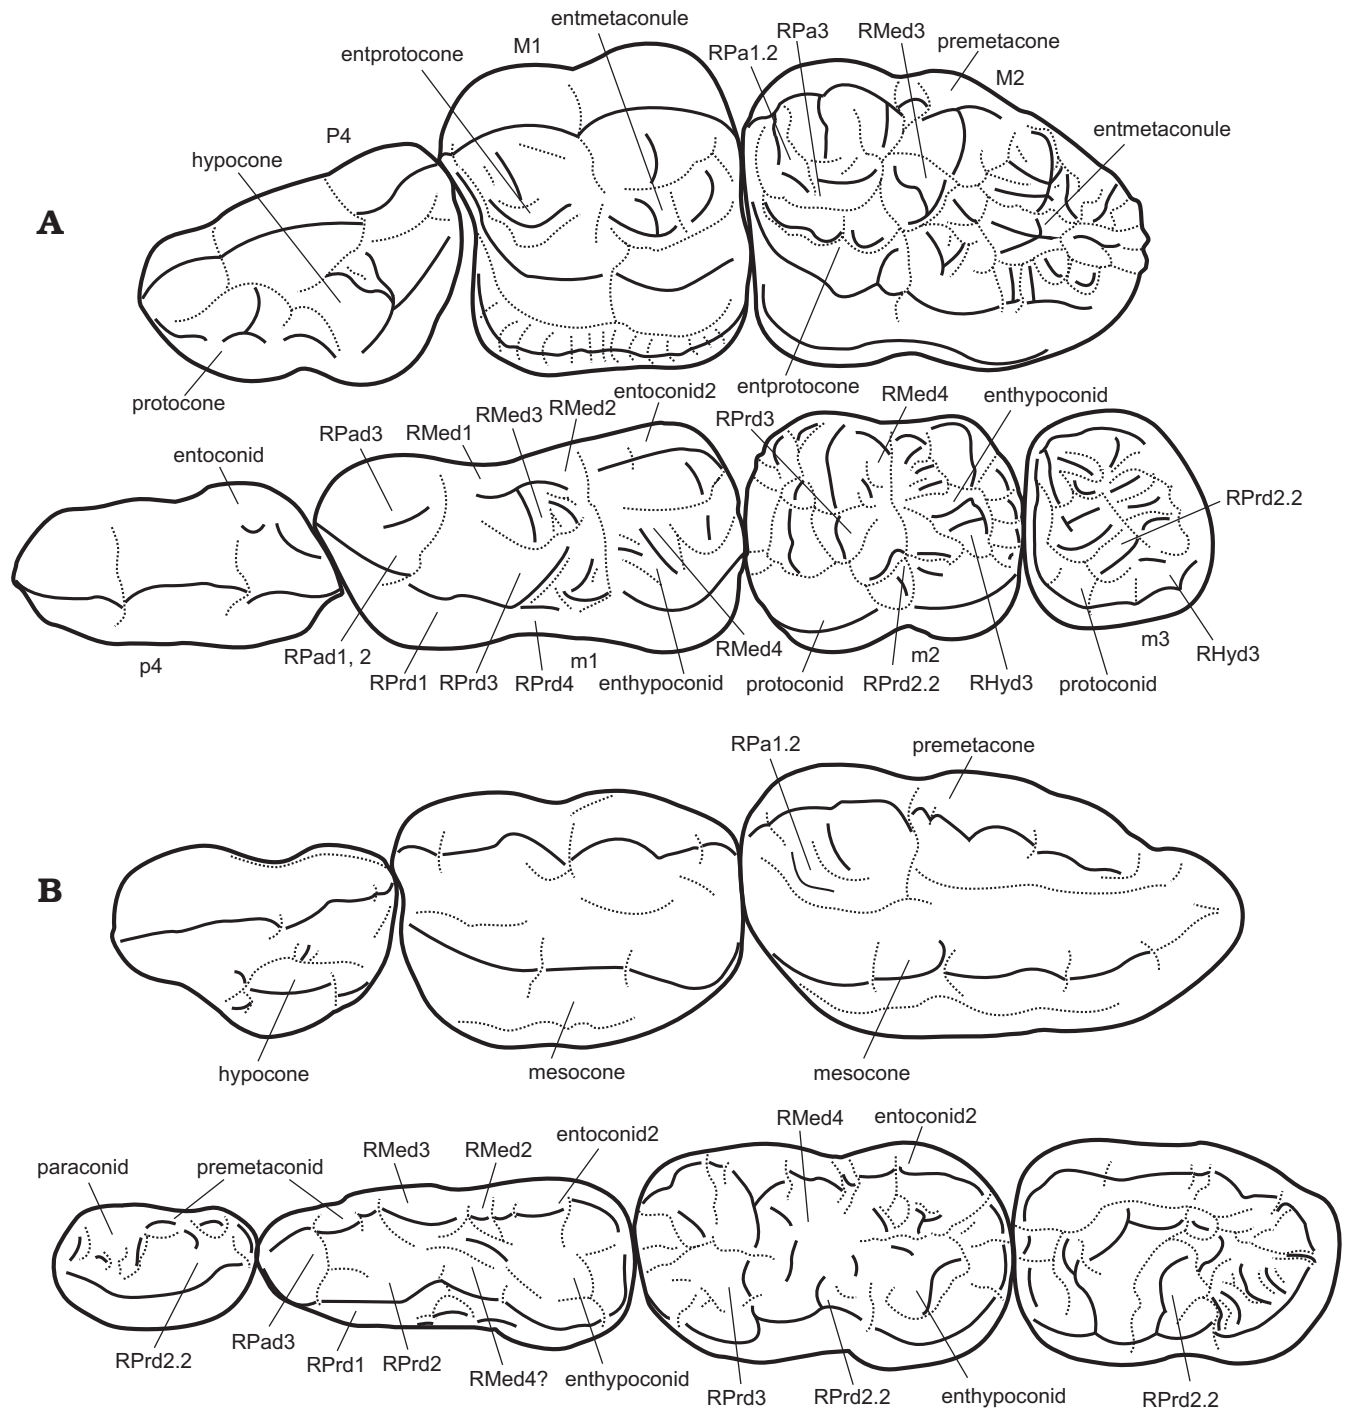 entmetaconule
RPa3
RMed3
entprotocone
M1
RPa1.2
premetacone
M2
P4
entmetaconule
hypocone
A
protocone
entprotocone
entoconid2
RMed4
enthypoconid
RMed2
RMed3
RPrd3
RMed1
RPad3
entoconid
RPrd2.2
RPad1, 2
p4
m1
RMed4
m2
m3
RHyd3
RPrd1
RPrd3
RPrd4
enthypoconid
protoconid
RPrd2.2
RHyd3
protoconid
RPa1.2
premetacone
B
hypocone
mesocone
mesocone
RMed4
entoconid2
entoconid2
RMed3
RMed2
paraconid
premetaconid
RPad3
RPrd2.2
RPrd1
RPrd2
RMed4?
enthypoconid
RPrd3
RPrd2.2
enthypoconid
RPrd2.2